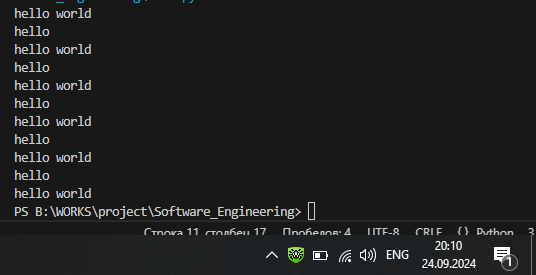 hello world
hello
hello world
hello
hello world
hello
hello world
hello
hello world
hello
hello world
PS B:\WORKS\project\Software_Engineering>
Строка 11, столбец 17 Пробелов: 4 UTF-8 CRLF {} Python 3
ENG 20:10
24.09.2024 1